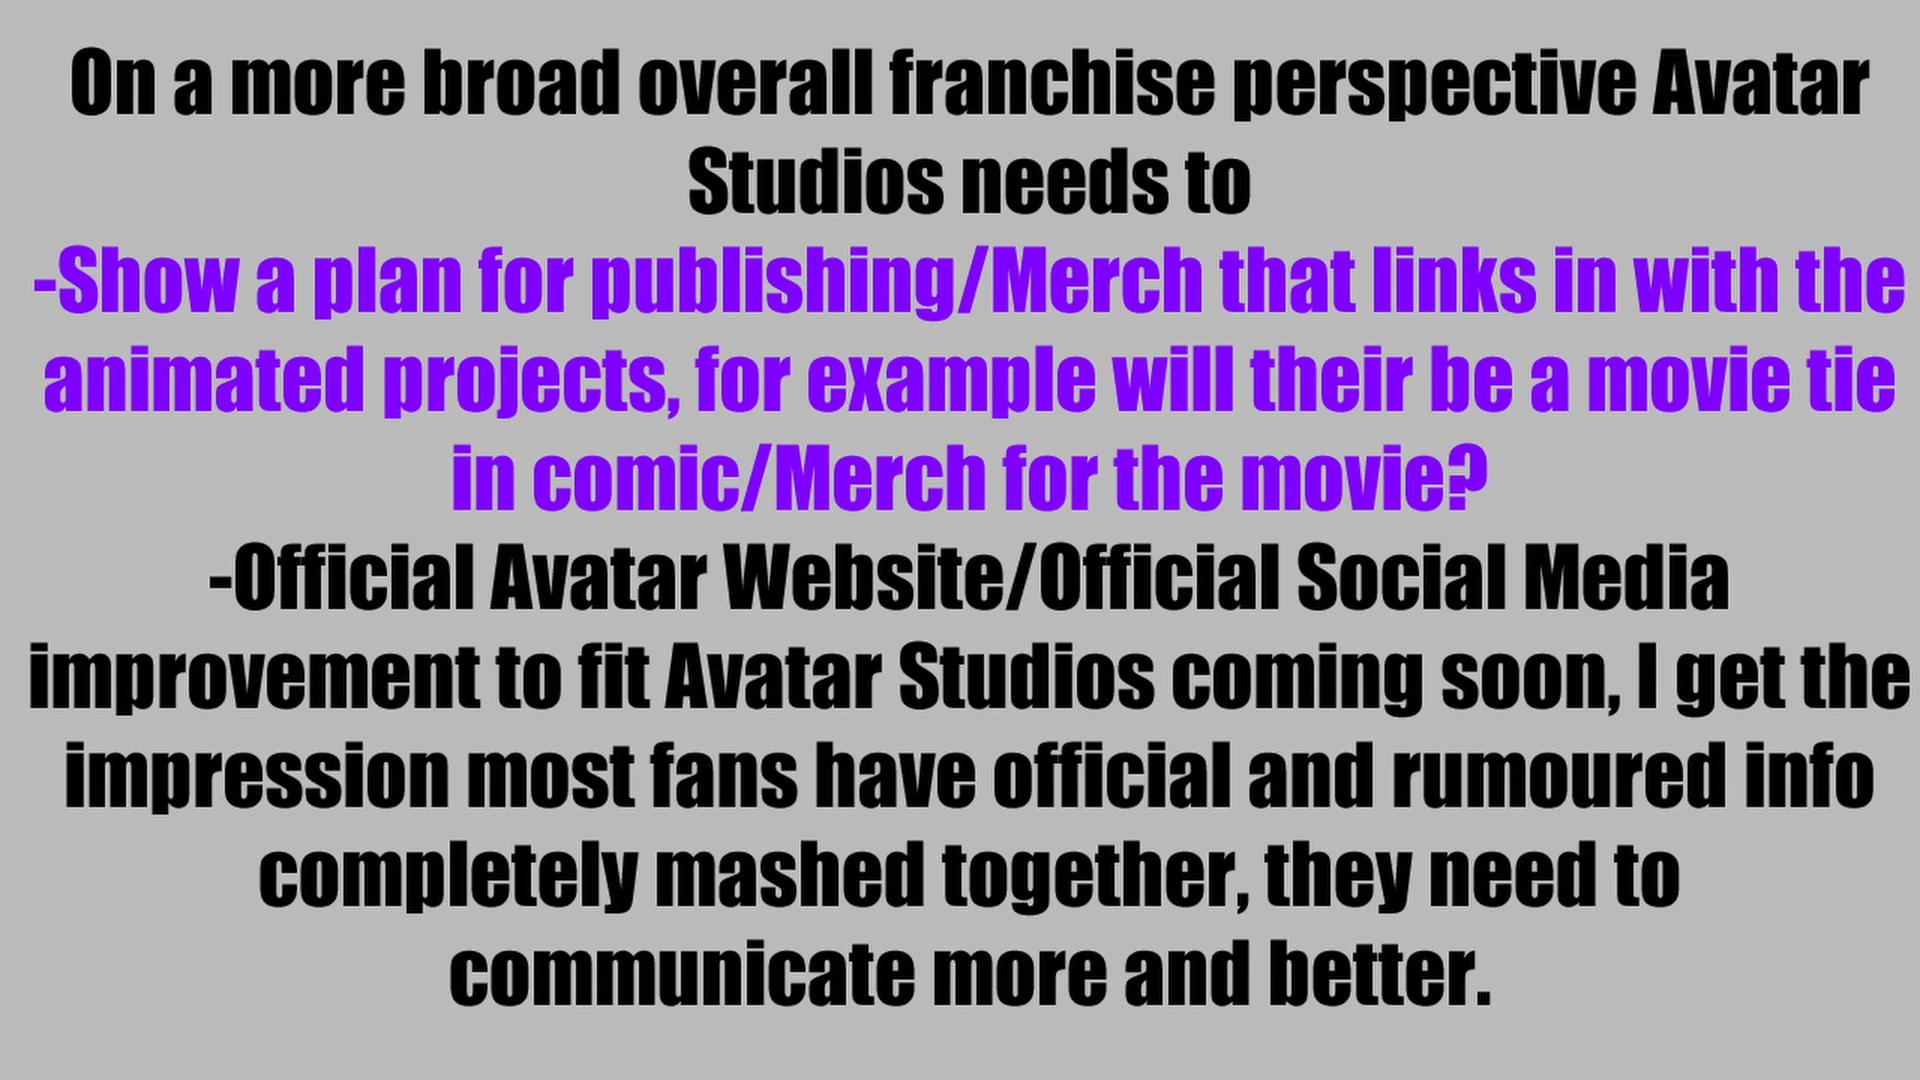 On a more broad overall franchise perspective Avatar
Studios needs to
-Show a plan for publishing/Merch that links in with the
animated projects, for example will their be a movie tie
in comic/Merch for the movie?
-Official Avatar Website/Official Social Media
improvement to fit Avatar Studios coming soon, I get the
impression most fans have official and rumoured info
completely mashed together, they need to
communicate more and better.